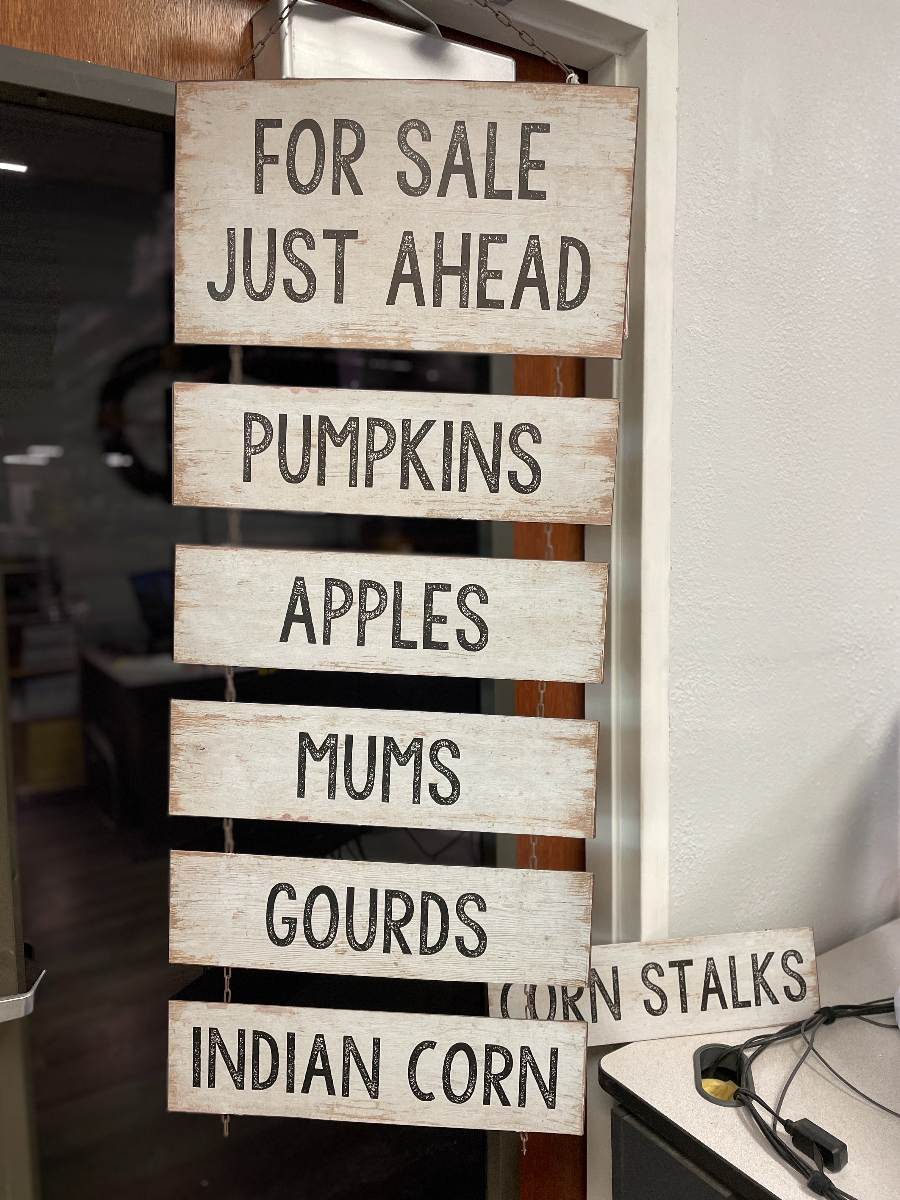 FOR SALE
JUST AHEAD
PUMPKINS
APPLES
MUMS
GOURDS
CORN STALKS
INDIAN CORN